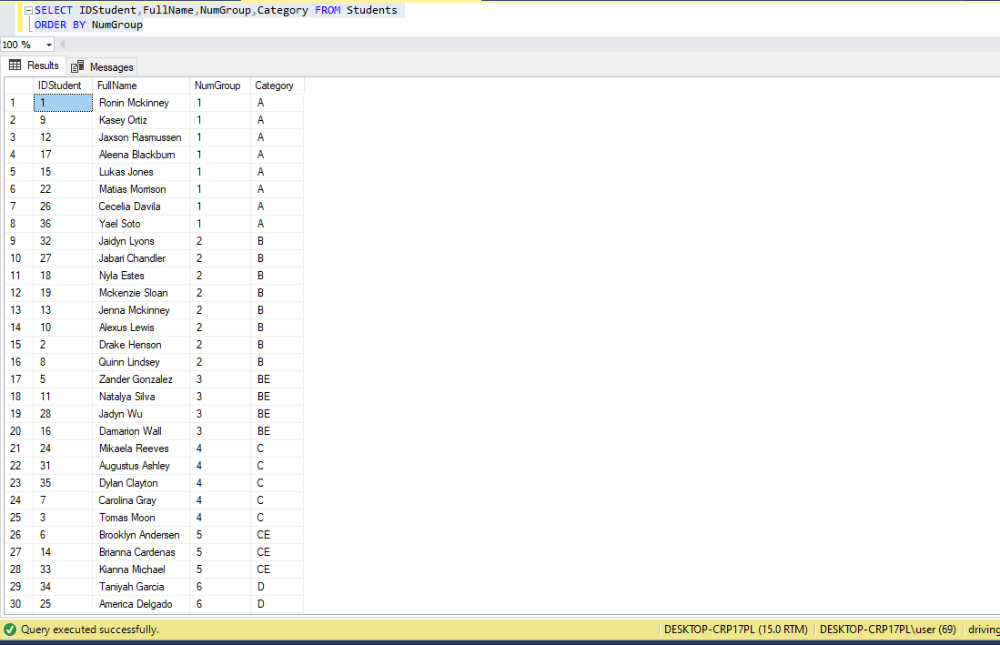 SELECT IDStudent,FullName,NumGroup,Category FROM Students
ORDER BY NumGroup
100 %
Results Messages
IDStudent FullName NumGroup Category
1 1 Ronin Mckinney 1 A
2 9 Kasey Ortiz 1 A
3 12 Jaxson Rasmussen 1 A
4 17 Aleena Blackburn 1 A
5 15 Lukas Jones 1 A
6 22 Matias Morrison 1 A
7 26 Cecelia Davila 1 A
8 36 Yael Soto 1 A
9 32 Jaidyn Lyons 2 B
10 27 Jabari Chandler 2 B
11 18 Nyla Estes 2 B
12 19 Mckenzie Sloan 2 B
13 13 Jenna Mckinney 2 B
14 10 Alexus Lewis 2 B
15 2 Drake Henson 2 B
16 8 Quinn Lindsey 2 B
17 5 Zander Gonzalez 3 BE
18 11 Natalya Silva 3 BE
19 28 Jadyn Wu 3 BE
20 16 Damarion Wall 3 BE
21 24 Mikaela Reeves 4 C
22 31 Augustus Ashley 4 C
23 35 Dylan Clayton 4 C
24 7 Carolina Gray 4 C
25 3 Tomas Moon 4 C
26 6 Brooklyn Andersen 5 CE
27 14 Brianna Cardenas 5 CE
28 33 Kianna Michael 5 CE
29 34 Taniyah Garcia 6 D
30 25 America Delgado 6 D
Query executed successfully. DESKTOP-CRP17PL (15.0 RTM) DESKTOP-CRP17PL\user (69) driving